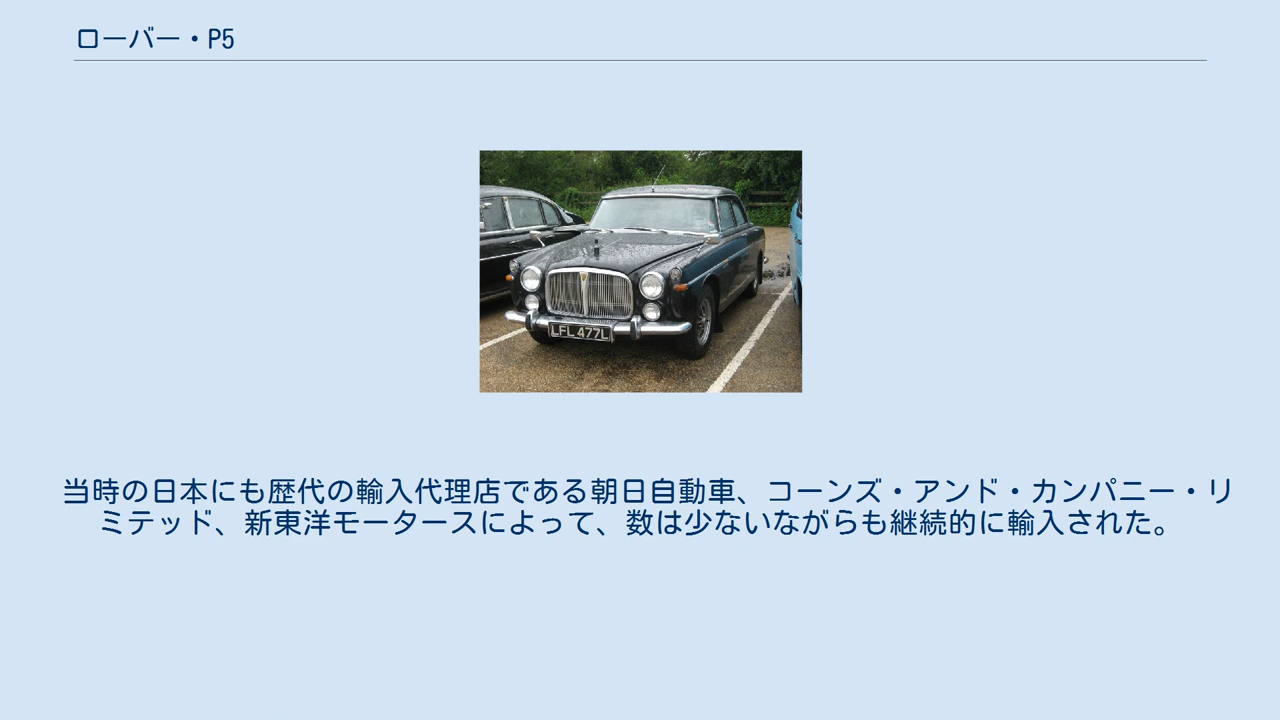 ローバー・P5
LFL 477L
当時の日本にも歴代の輸入代理店である朝日自動車、コーンズ・アンド・カンパニー・リ
ミテッド、新東洋モータースによって、数は少ないながらも継続的に輸入された。